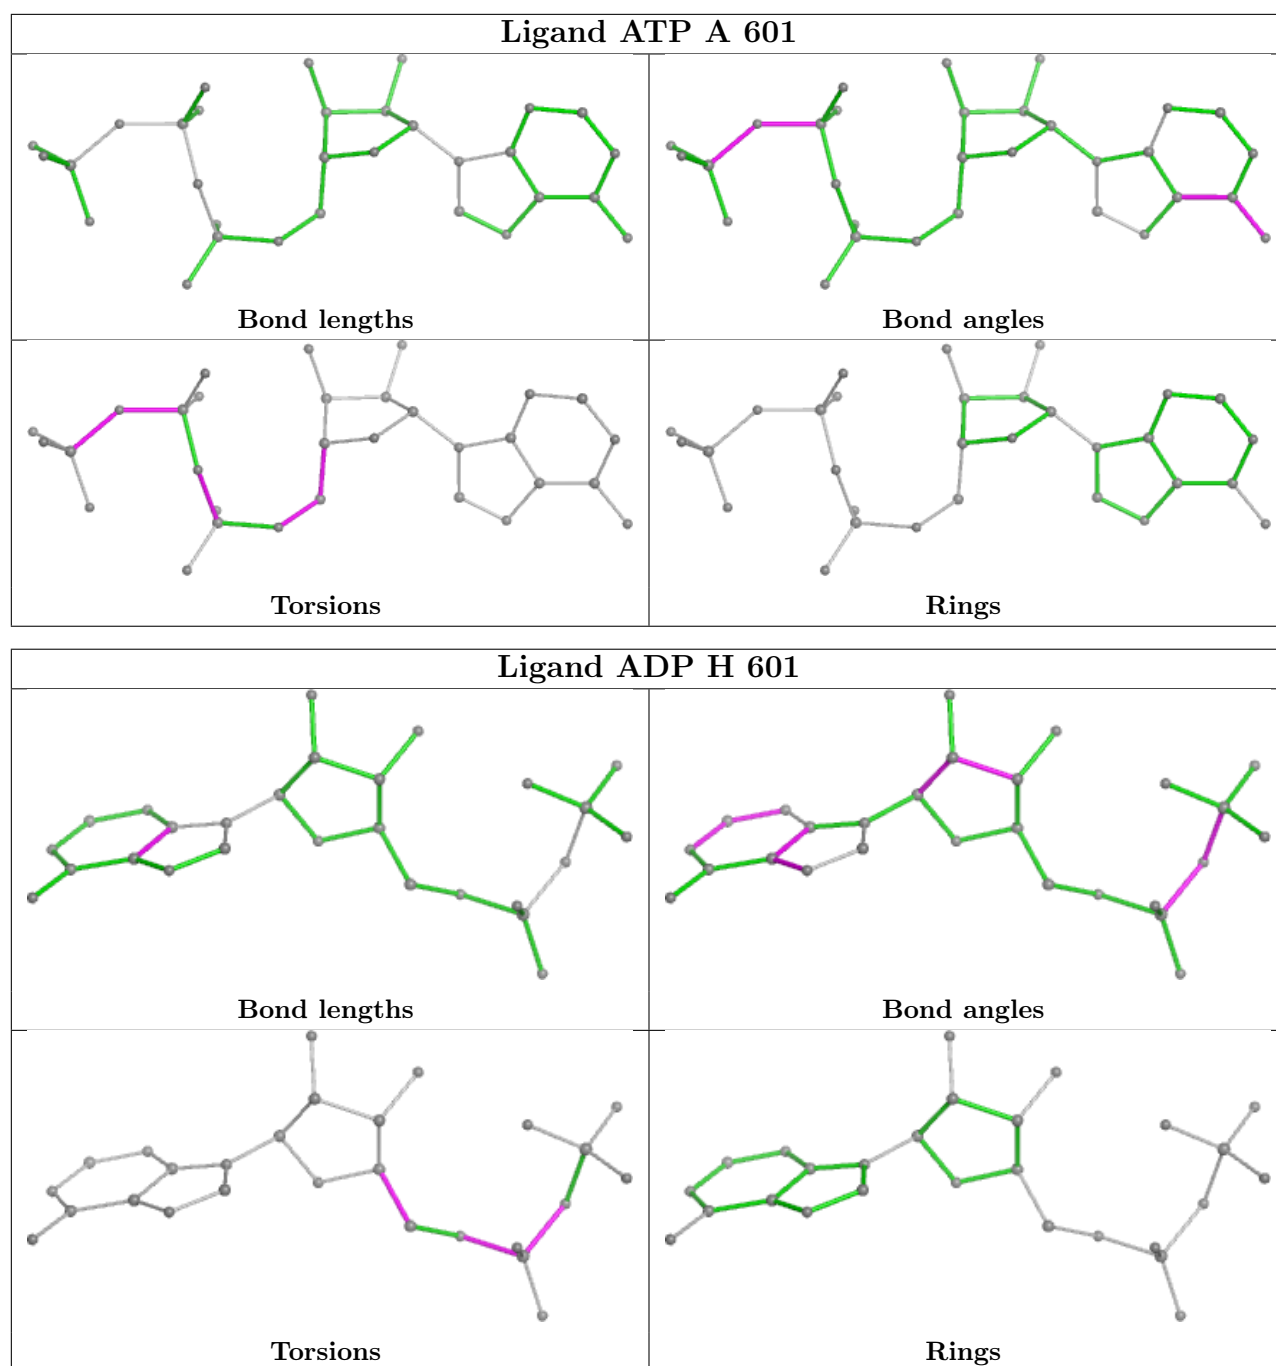 Ligand ATP A 601
Bond lengths
Bond angles
Torsions
Rings
Ligand ADP H 601
Bond lengths
Bond angles
Torsions
Rings